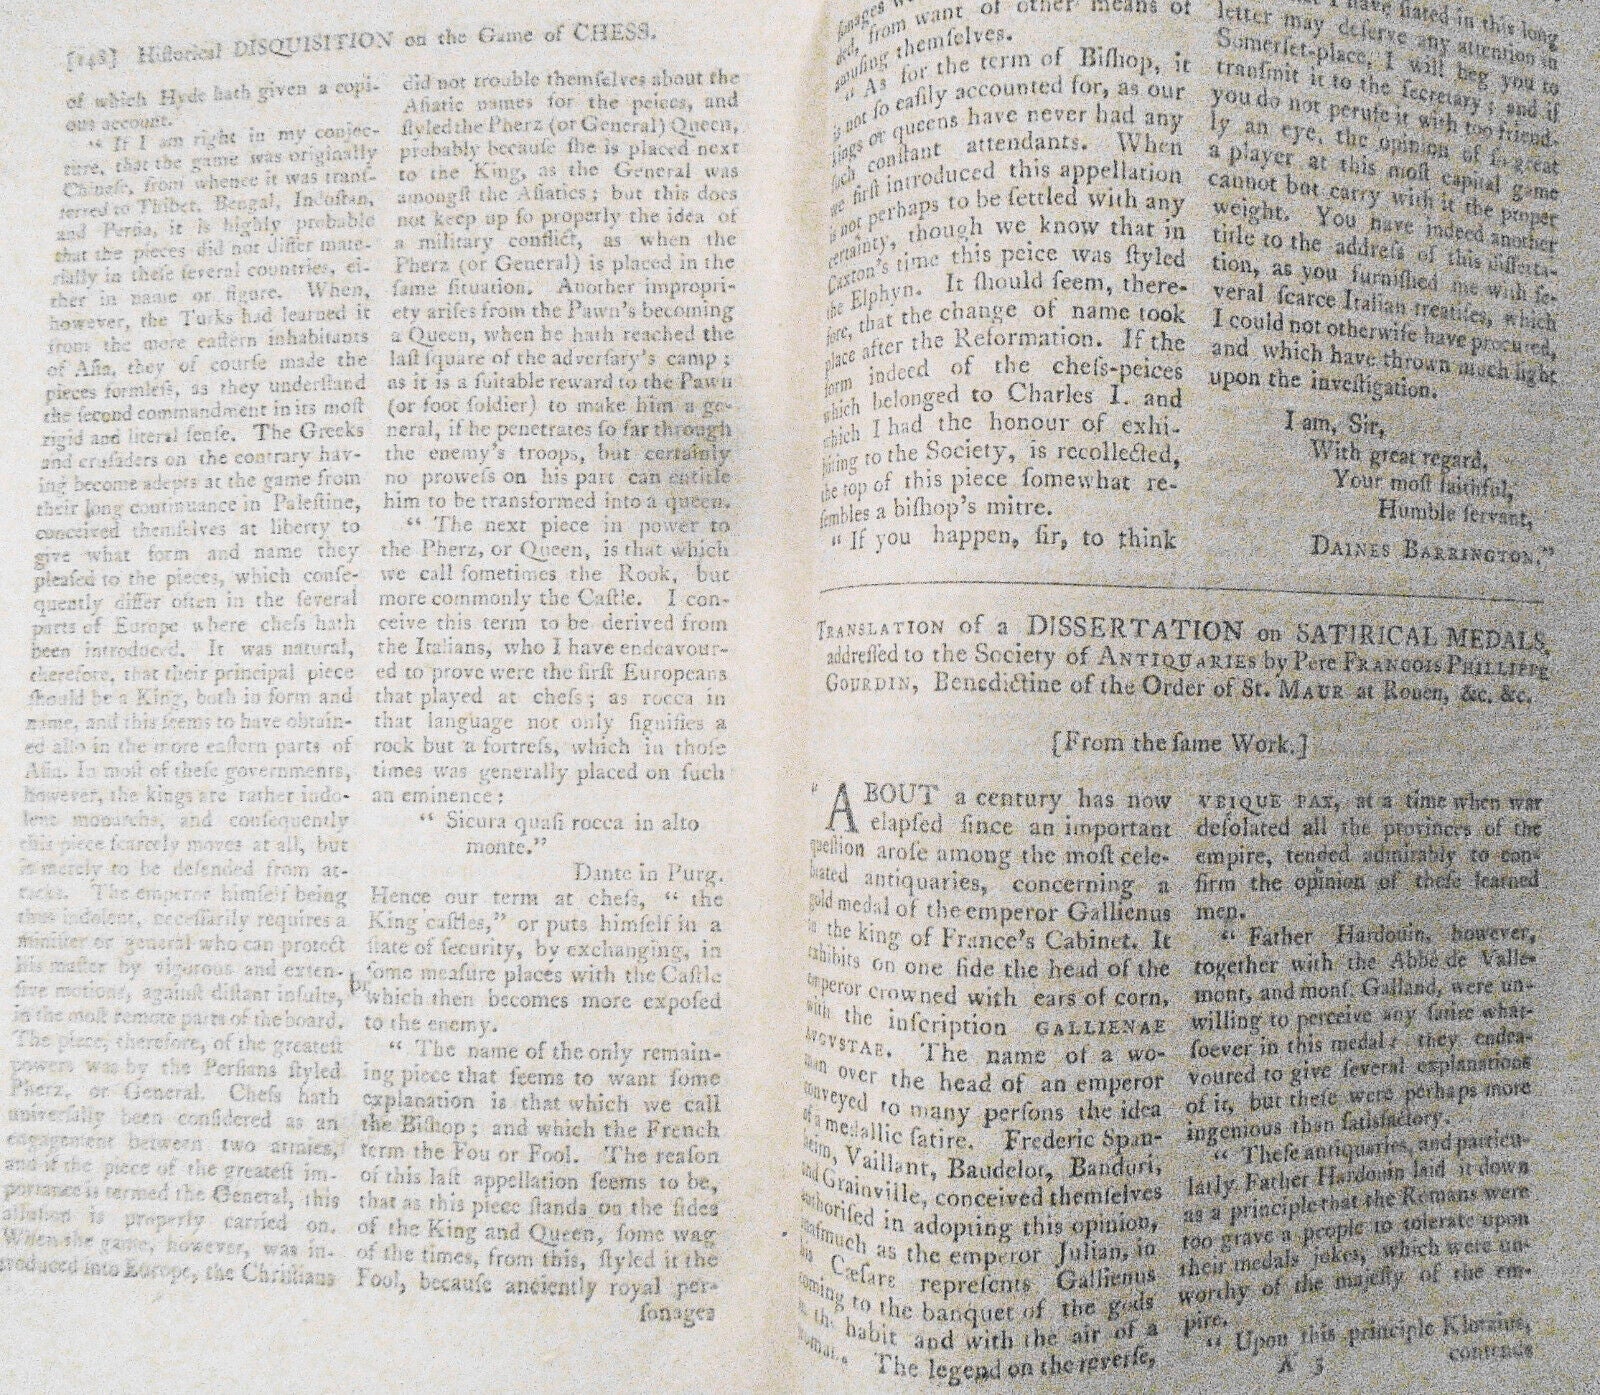 [148] Hiſtorical DISQUISITION on the Game of CHESS.
of which Hyde hath given a copi-
ous account.
“ If I am right in my conjec-
ture, that the game was originally
Chineſe, from whence it was tranſ-
ferred to Thibet, Bengal, Indoſtan,
and Perſia, it is highly probable
that the pieces did not differ mate-
rially in theſe ſeveral countries, ei-
ther in name or figure. When,
however, the Turks had learned it
from the more eaſtern inhabitants
of Aſia, they of courſe made the
pieces formleſs, as they underſtand
the ſecond commandment in its moſt
rigid and literal ſenſe. The Greeks
and cruſaders on the contrary hav-
ing become adepts at the game from
their long continuance in Paleſtine,
conceived themſelves at liberty to
give what form and name they
pleaſed to the pieces, which conſe-
quently differ often in the ſeveral
parts of Europe where cheſs hath
been introduced. It was natural,
therefore, that their principal piece
ſhould be a King, both in form and
name, and this ſeems to have obtain-
ed alſo in the more eaſtern parts of
Aſia. In moſt of theſe governments,
however, the kings are rather indo-
lent monarchs, and conſequently
this piece ſcarcely moves at all, but
is merely to be defended from at-
tacks. The emperor himſelf being
thus indolent, neceſſarily requires a
miniſter or general who can protect
his maſter by vigorous and exten-
ſive motions, againſt diſtant inſults,
in the moſt remote parts of the board.
The piece, therefore, of the greateſt
powers was by the Perſians ſtyled
Pherz, or General. Cheſs hath
univerſally been conſidered as an
engagement between two armies,
and if the piece of the greateſt im-
portance is termed the General, this
alluſion is properly carried on.
When the game, however, was in-
troduced into Europe, the Chriſtians
did not trouble themſelves about the
Aſiatic names for the peices, and
ſtyled the Pherz (or General) Queen,
probably becauſe ſhe is placed next
to the King, as the General was
amongſt the Aſiatics; but this does
not keep up ſo properly the idea of
a military conflict, as when the
Pherz (or General) is placed in the
ſame ſituation. Another impropri-
ety ariſes from the Pawn's becoming
a Queen, when he hath reached the
laſt ſquare of the adverſary's camp;
as it is a ſuitable reward to the Pawn
(or foot ſoldier) to make him a ge-
neral, if he penetrates ſo far through
the enemy's troops, but certainly
no proweſs on his part can entitle
him to be transformed into a queen.
“ The next piece in power to
the Pherz, or Queen, is that which
we call ſometimes the Rook, but
more commonly the Caſtle. I con-
ceive this term to be derived from
the Italians, who I have endeavour-
ed to prove were the firſt Europeans
that played at cheſs; as rocca in
that language not only ſignifies a
rock but a fortreſs, which in thoſe
times was generally placed on ſuch
an eminence:
“ Sicura quaſi rocca in alto
monte.”
Dante in Purg.
Hence our term at cheſs, “ the
King caſtles,” or puts himſelf in a
ſtate of ſecurity, by exchanging, in
ſome meaſure places with the Caſtle
which then becomes more expoſed
to the enemy.
“ The name of the only remain-
ing piece that ſeems to want ſome
explanation is that which we call
the Biſhop; and which the French
term the Fou or Fool. The reaſon
of this laſt appellation ſeems to be,
that as this piece ſtands on the ſides
of the King and Queen, ſome wag
of the times, from this, ſtyled it the
Fool, becauſe anciently royal per-
ſonages
ſonages
ded, from want of other means of
amuſing themſelves.
“ As for the term of Biſhop, it
is not ſo eaſily accounted for, as our
kings or queens have never had any
ſuch conſtant attendants. When
we firſt introduced this appellation
is not perhaps to be ſettled with any
certainty, though we know that in
Caxton's time this peice was ſtyled
the Elphyn. It ſhould ſeem, there-
fore, that the change of name took
place after the Reformation. If the
form indeed of the cheſs-peices
which belonged to Charles I. and
which I had the honour of exhi-
biting to the Society, is recollected,
the top of this piece ſomewhat re-
ſembles a biſhop's mitre.
“ If you happen, ſir, to think
I have ſtated in this long
letter may deſerve any attention in
Somerſet-place, I will beg you to
tranſmit it to the ſecretary; and if
you do not peruſe it with too friend-
ly an eye, the opinion of ſo great
a player at this moſt capital game
cannot but carry with it the proper
weight. You have indeed another
title to the addreſs of this diſſerta-
tion, as you furniſhed me with ſe-
veral ſcarce Italian treatiſes, which
I could not otherwiſe have procured,
and which have thrown much light
upon the inveſtigation.
I am, Sir,
With great regard,
Your moſt faithful,
Humble ſervant,
DAINES BARRINGTON.”
TRANSLATION of a DISSERTATION on SATIRICAL MEDALS,
addreſſed to the Society of ANTIQUARIES by Pere FRANCOIS PHILLIPPE
GOURDIN, Benedictine of the Order of St. MAUR at Rouen, &c. &c.
[From the ſame Work.]
“ ABOUT a century has now
elapſed ſince an important
queſtion aroſe among the moſt cele-
brated antiquaries, concerning a
gold medal of the emperor Gallienus
in the king of France's Cabinet. It
exhibits on one ſide the head of the
emperor crowned with ears of corn,
with the inſcription GALLIENAE
AVGVSTAE. The name of a wo-
man over the head of an emperor
conveyed to many perſons the idea
of a medallic ſatire. Frederic Span-
heim, Vaillant, Baudelot, Banduri,
and Grainville, conceived themſelves
authoriſed in adopting this opinion,
inaſmuch as the emperor Julian, in
his Cæſars repreſents Gallienus
coming to the banquet of the gods
in the habit and with the air of a
woman. The legend on the reverſe,
VBIQVE PAX, at a time when war
deſolated all the provinces of the
empire, tended admirably to con-
firm the opinion of theſe learned
men.
“ Father Hardouin, however,
together with the Abbé de Valle-
mont, and monſ. Galland, were un-
willing to perceive any ſatire what-
ſoever in this medal: they endea-
voured to give ſeveral explanations
of it, but theſe were perhaps more
ingenious than ſatisfactory.
“ Theſe antiquaries, and particu-
larly Father Hardouin laid it down
as a principle that the Romans were
too grave a people to tolerate upon
their medals jokes, which were un-
worthy of the majeſty of the em-
pire.
“ Upon this principle Klotzius,
K 3 contends